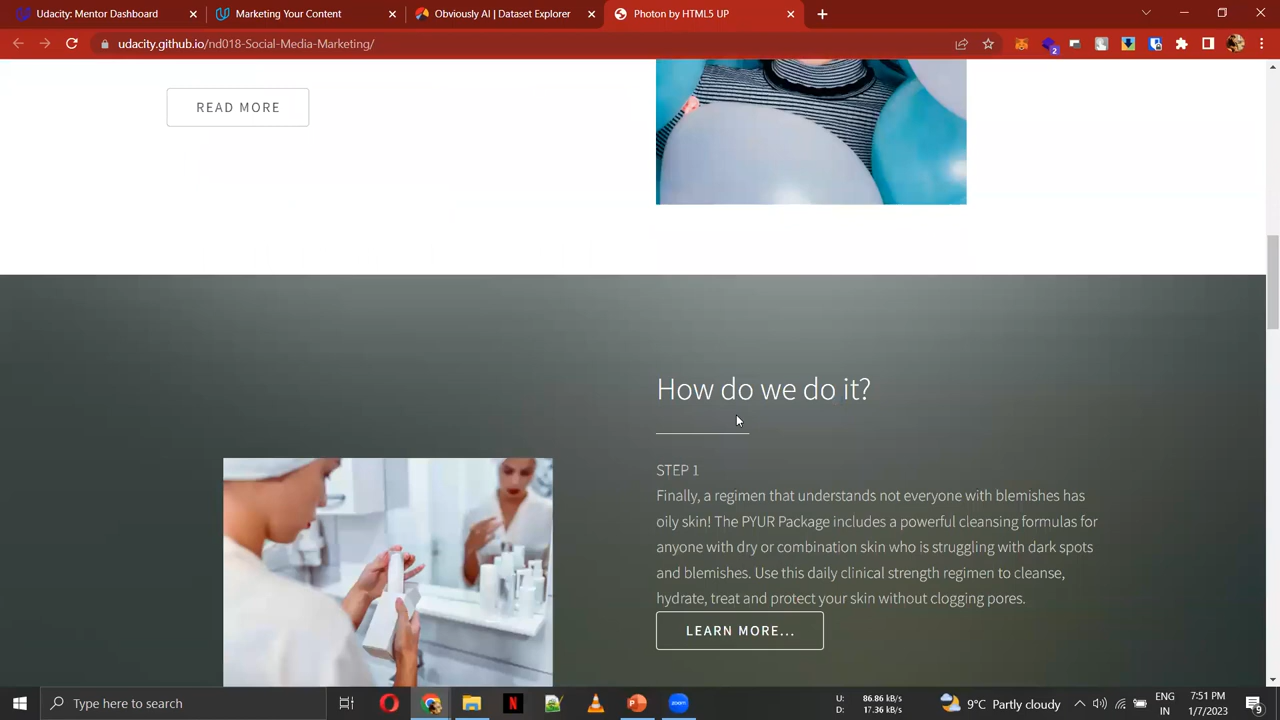 Udacity: Mentor Dashboard
Marketing Your Content
Obviously AI | Dataset Explorer
Photon by HTML5 UP
udacity.github.io/nd018-Social-Media-Marketing/
2
READ MORE
How do we do it?
STEP 1
Finally, a regimen that understands not everyone with blemishes has
oily skin! The PYUR Package includes a powerful cleansing formulas for
anyone with dry or combination skin who is struggling with dark spots
and blemishes. Use this daily clinical strength regimen to cleanse,
hydrate, treat and protect your skin without clogging pores.
LEARN MORE...
Type here to search
U: 86.86 kB/s
D: 17.36 kB/s
9°C Partly cloudy
ENG
IN
7:51 PM
1/7/2023
9